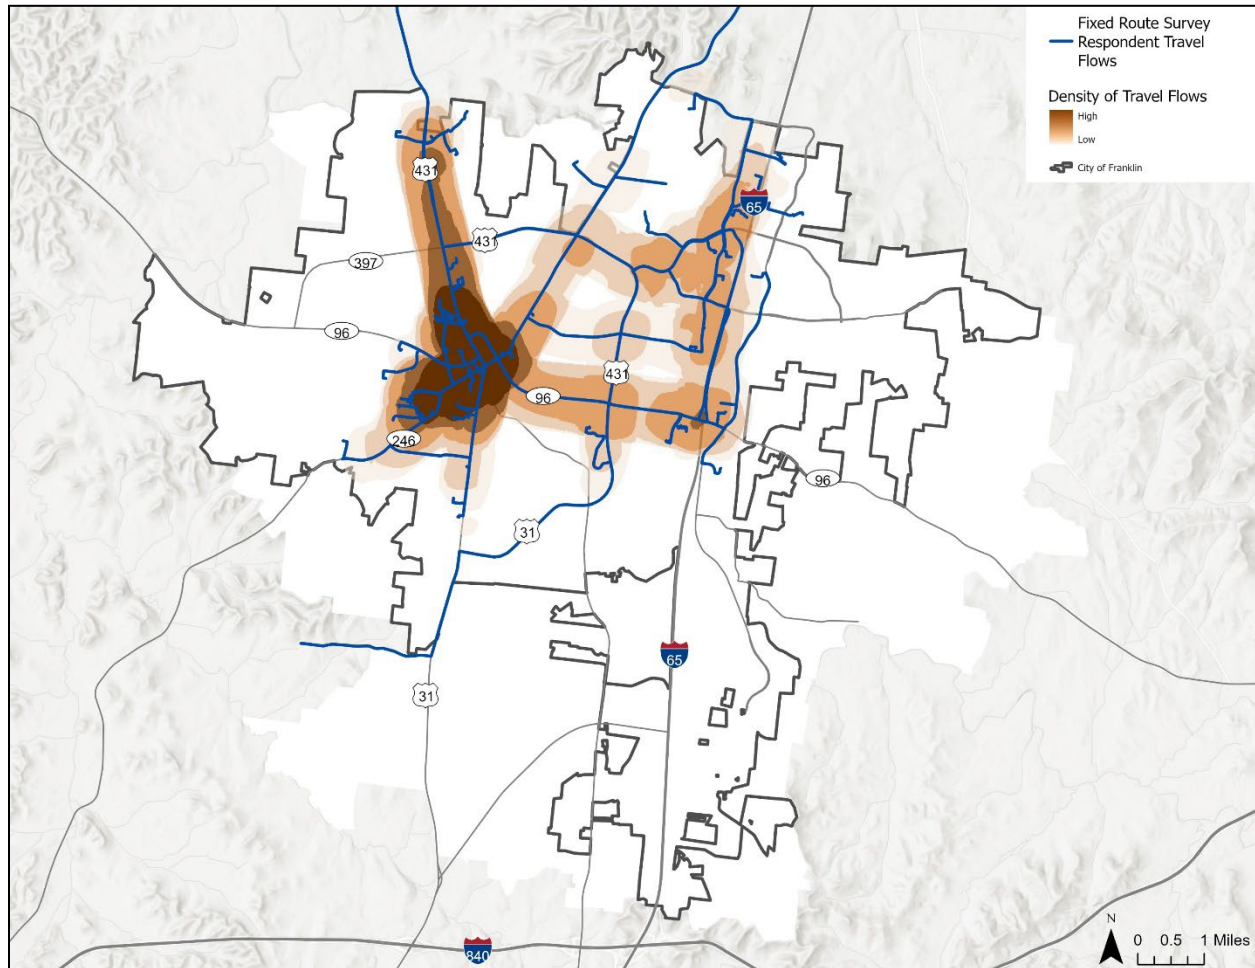 Fixed Route Survey
Respondent Travel
Flows
Density of Travel Flows
High
Low
City of Franklin
431
65
431
397
96
431
96
246
96
31
65
31
840
N
0 0.5 1 Miles